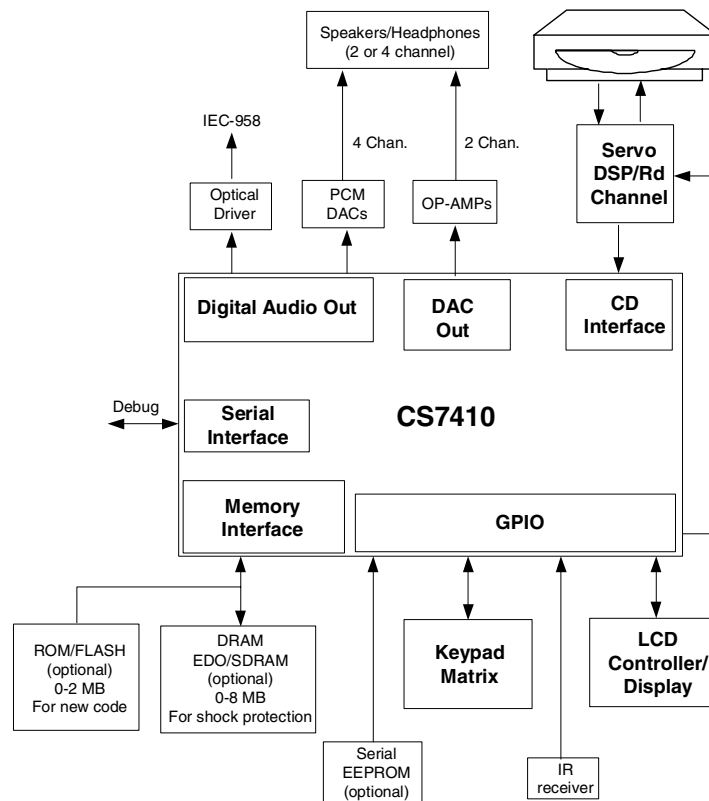 Speakers/Headphones
(2 or 4 channel)
IEC-958
4 Chan.
2 Chan.
Servo
DSP/Rd
Channel
Optical
Driver
PCM
DACs
OP-AMPs
Digital Audio Out
DAC
Out
CD
Interface
Debug
Serial
Interface
CS7410
Memory
Interface
GPIO
ROM/FLASH
(optional)
0-2 MB
For new code
DRAM
EDO/SDRAM
(optional)
0-8 MB
For shock protection
Keypad
Matrix
LCD
Controller/
Display
Serial
EEPROM
(optional)
IR
receiver